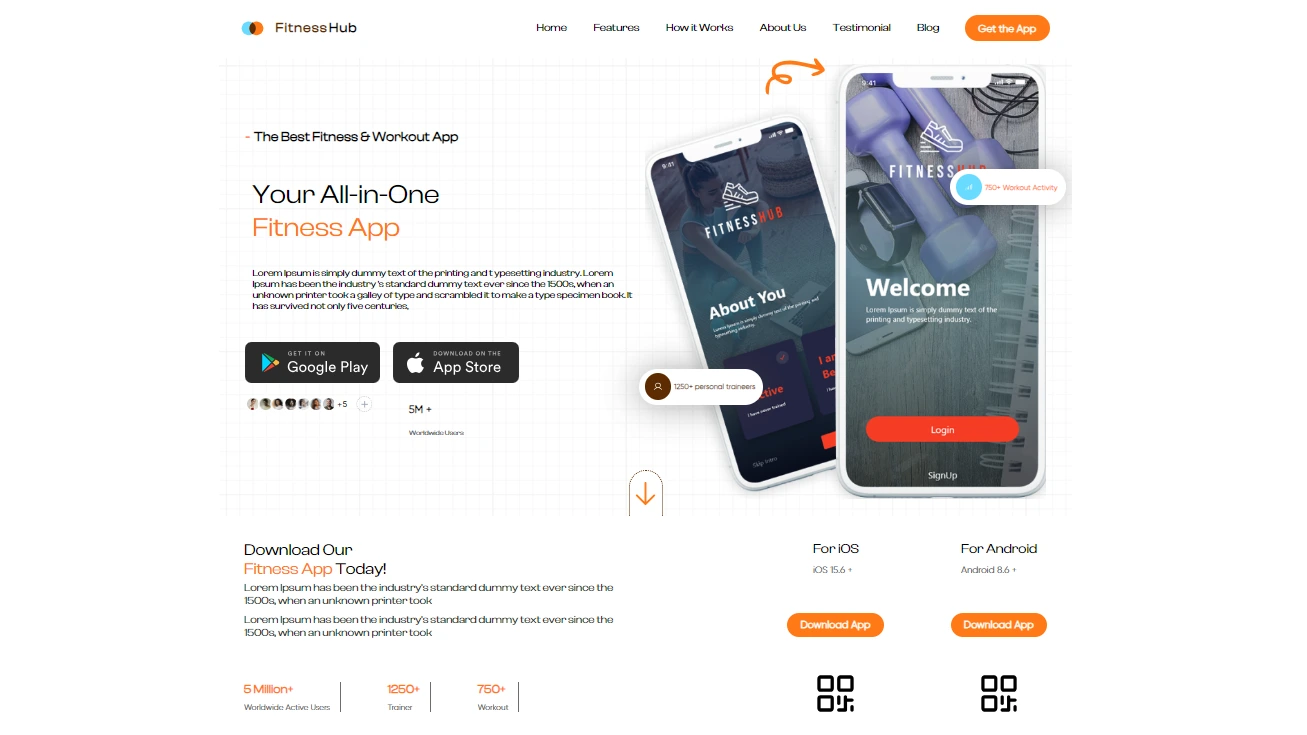 FitnessHub
Home
Features
How it Works
About Us
Testimonial
Blog
Get the App
- The Best Fitness & Workout App
Your All-in-One
Fitness App
Lorem Ipsum is simply dummy text of the printing and t ypesetting industry. Lorem
Ipsum has been the industry 's standard dummy text ever since the 1500s, when an
unknown printer took a galley of type and scrambled it to make a type specimen book. It
has survived not only five centuries,
GET IT ON
Google Play
DOWNLOAD ON THE
App Store
+5
5M +
Worldwide Users
9:41
FITNESSHUB
About You
Lorem Ipsum is simply dummy text of the printing and
typesetting industry.
I have never trained
I am
Be
Skip Intro
1250+ personal traineers
9:41
FITNESS
750+ Workout Activity
Welcome
Lorem Ipsum is simply dummy text of the
printing and typesetting industry.
Login
SignUp
Download Our
Fitness App Today!
Lorem Ipsum has been the industry's standard dummy text ever since the
1500s, when an unknown printer took
Lorem Ipsum has been the industry's standard dummy text ever since the
1500s, when an unknown printer took
5 Million+
Worldwide Active Users
1250+
Trainer
750+
Workout
For iOS
iOS 15.6 +
Download App
For Android
Android 8.6 +
Download App